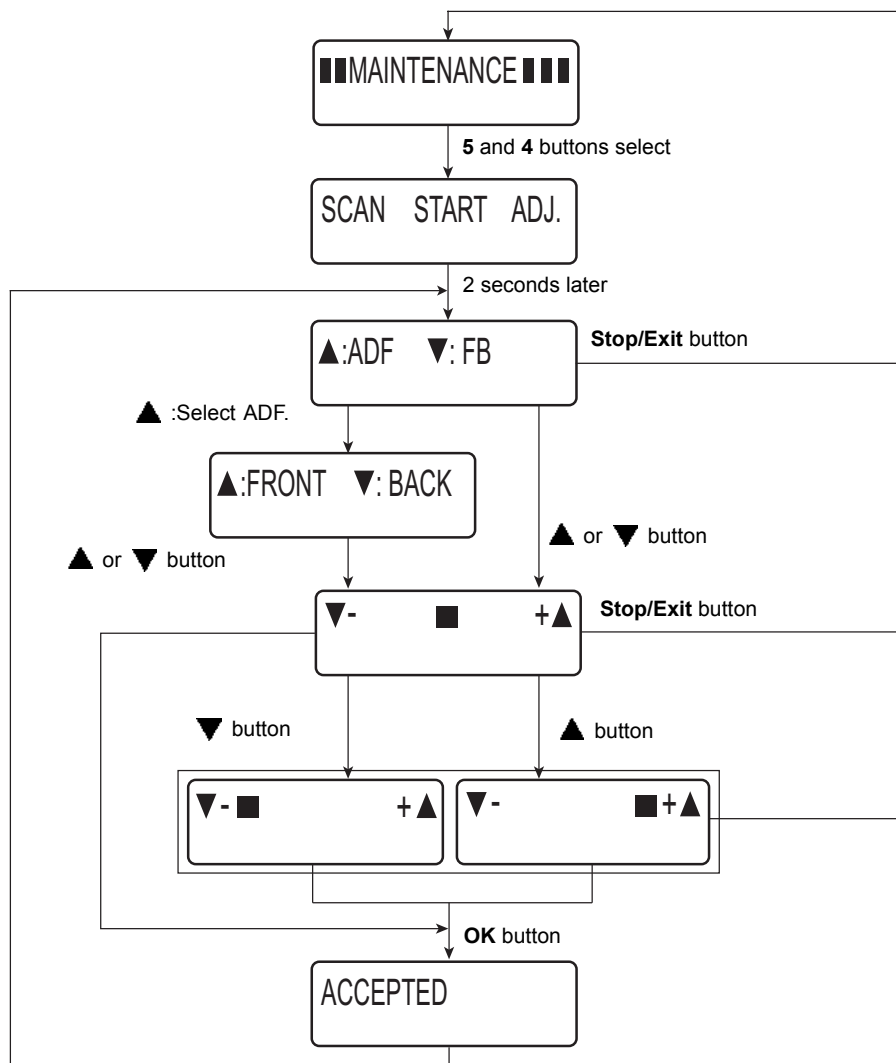 ▮▮MAINTENANCE▮▮▮
5 and 4 buttons select
SCAN START ADJ.
2 seconds later
▲:ADF ▼: FB
Stop/Exit button
▲ :Select ADF.
▲:FRONT ▼: BACK
▲ or ▼ button
▲ or ▼ button
▼- ■ +▲
Stop/Exit button
▼ button
▲ button
▼-■ +▲
▼- ■+▲
OK button
ACCEPTED